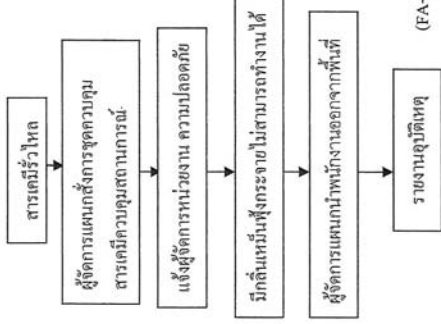 สารเคมีรั่วไหล
ผู้จัดการแผนกสั่งการชุดควบคุม
สารเคมีควบคุมสถานการณ์.
แจ้งผู้จัดการหน่วยงาน ความปลอดภัย
มีกลิ่นเหม็นฟุ้งกระจายไม่สามารถทำงานได้
ผู้จัดการแผนกนำพนักงานออกจากพื้นที่
รายงานอุบัติเหตุ
(FA-